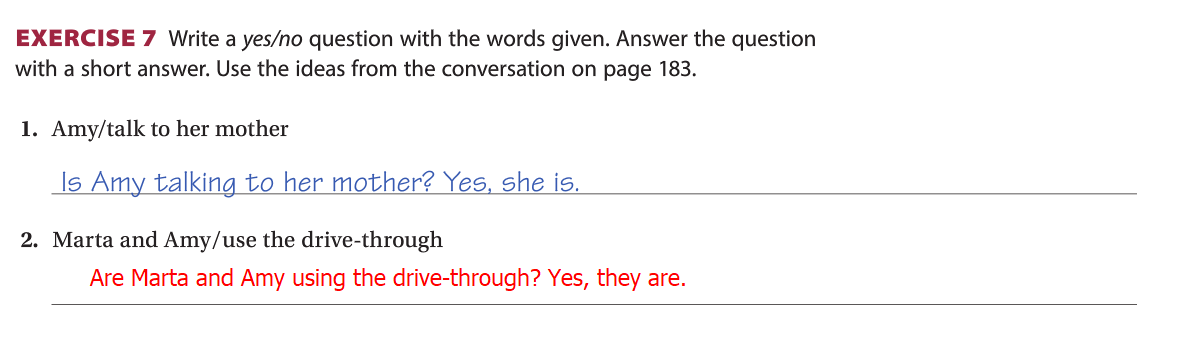 EXERCISE 7 Write a yes/no question with the words given. Answer the question
with a short answer. Use the ideas from the conversation on page 183.
1. Amy/talk to her mother
Is Amy talking to her mother? Yes, she is.
2. Marta and Amy/use the drive-through
Are Marta and Amy using the drive-through? Yes, they are.